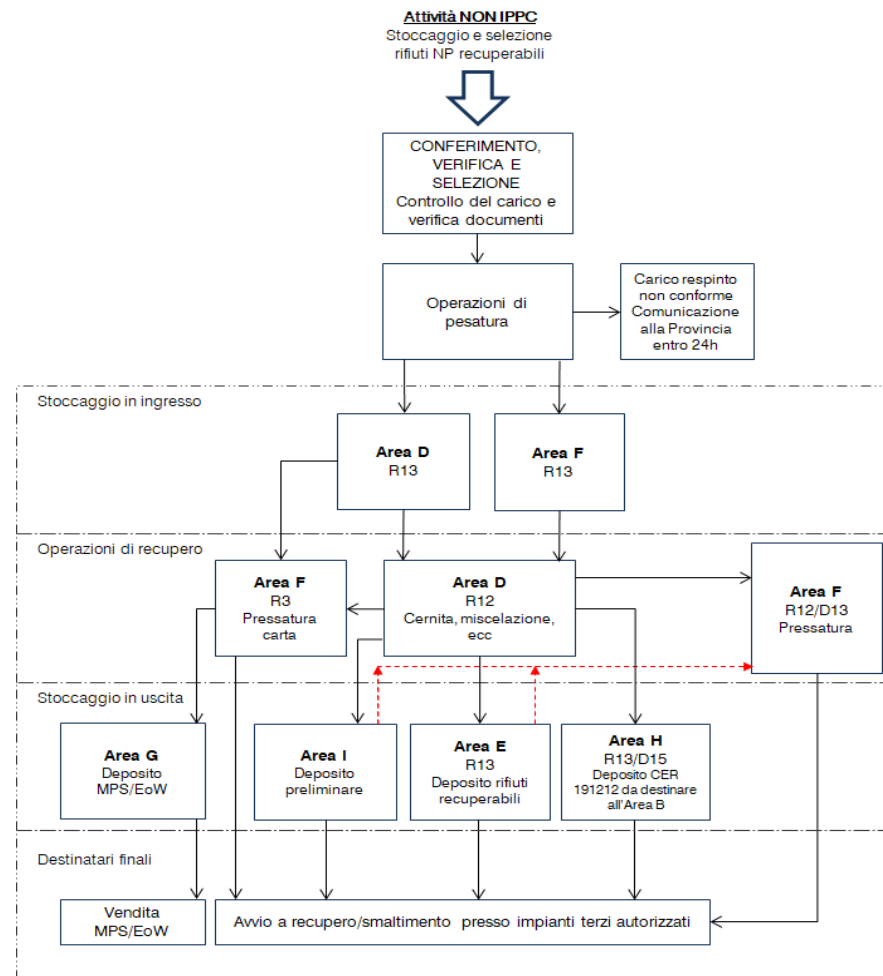 Attività NON IPPC
Stoccaggio e selezione
rifiuti NP recuperabili
CONFERIMENTO,
VERIFICA E
SELEZIONE
Controllo del carico e
verifica documenti
Operazioni di
pesatura
Carico respinto
non conforme
Comunicazione
alla Provincia
entro 24h
Stoccaggio in ingresso
Area D
R13
Area F
R13
Operazioni di recupero
Area F
R3
Pressatura
carta
Area D
R12
Cernita, miscelazione,
ecc
Area F
R12/D13
Pressatura
Stoccaggio in uscita
Area G
Deposito
MPS/EoW
Area I
Deposito
preliminare
Area E
R13
Deposito rifiuti
recuperabili
Area H
R13/D15
Deposito CER
191212 da destinare
all'Area B
Destinatari finali
Vendita
MPS/EoW
Avvio a recupero/smaltimento presso impianti terzi autorizzati